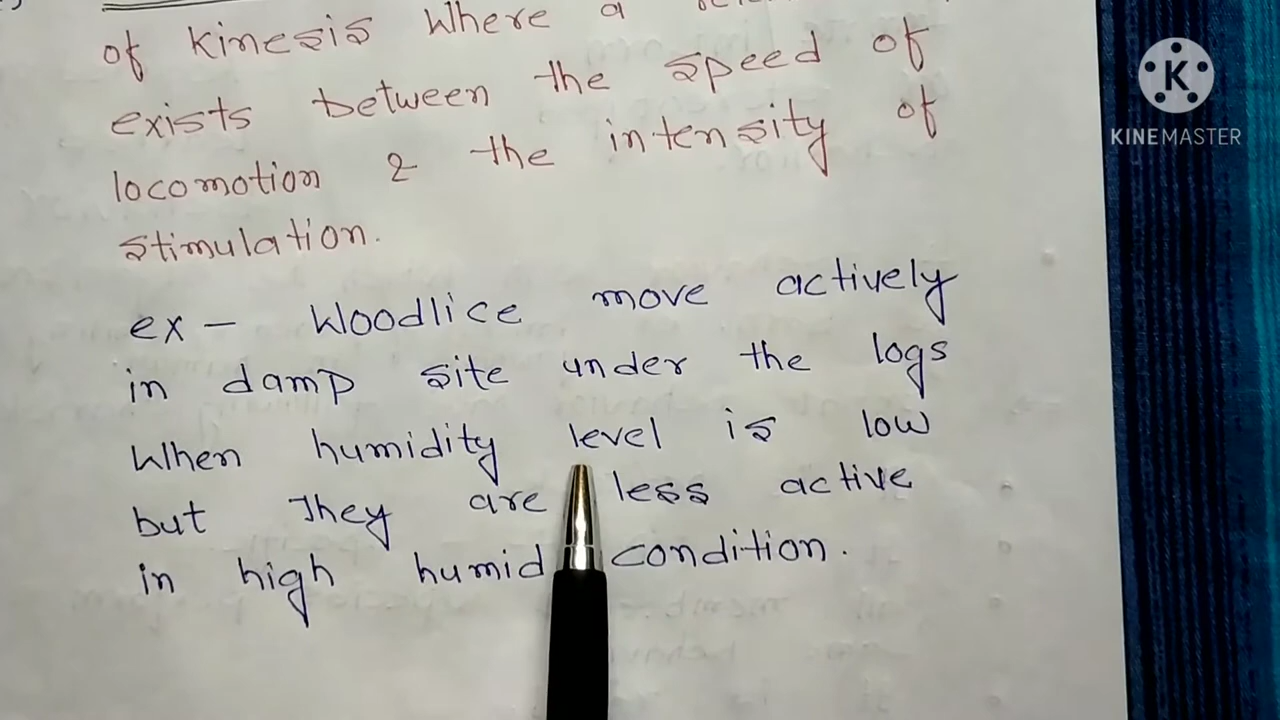 of kinesis where a
exists between the speed of
locomotion & the intensity of
stimulation.
ex - Woodlice move actively
in damp site under the logs
When humidity level is low
but They are less active
in high humid condition.
K
KINEMASTER